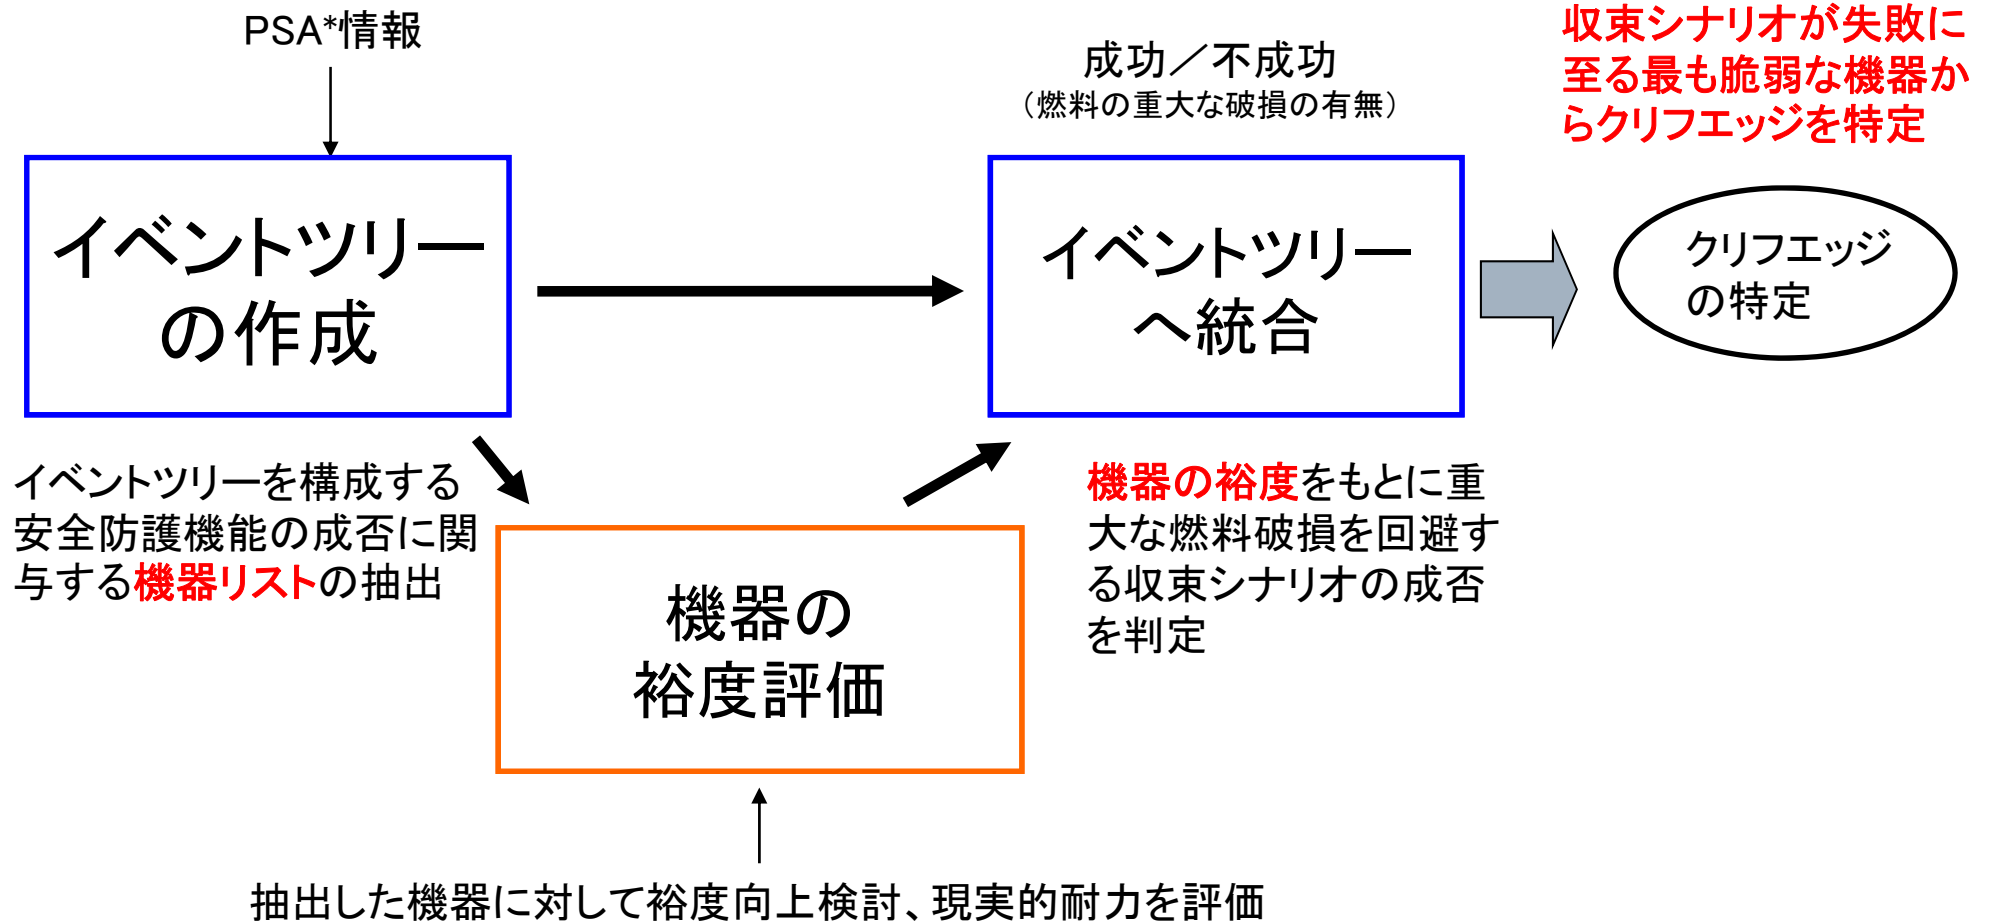 PSA*情報
成功／不成功
（燃料の重大な破損の有無）
収束シナリオが失敗に
至る最も脆弱な機器か
らクリフエッジを特定
イベントツリー
の作成
イベントツリー
へ統合
クリフエッジ
の特定
イベントツリーを構成する
安全防護機能の成否に関
与する機器リストの抽出
機器の
裕度評価
機器の裕度をもとに重
大な燃料破損を回避す
る収束シナリオの成否
を判定
抽出した機器に対して裕度向上検討、現実的耐力を評価